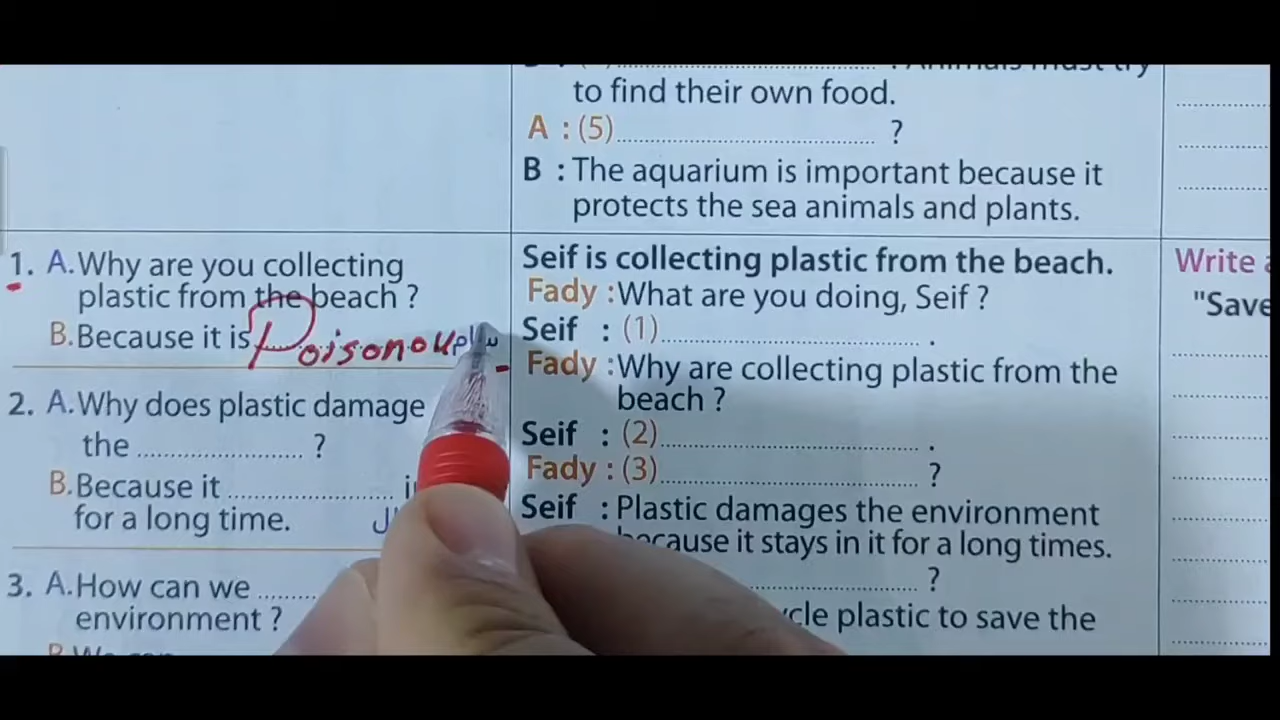 to find their own food.
A : (5)........................ ?
B : The aquarium is important because it
protects the sea animals and plants.
1. A. Why are you collecting
plastic from the beach ?
B. Because it is Poisonou
2. A. Why does plastic damage
the ........................ ?
B. Because it ........................
for a long time.
3. A. How can we ........
environment ?
Seif is collecting plastic from the beach.
Fady : What are you doing, Seif ?
Seif : (1)........................ .
Fady : Why are collecting plastic from the
beach ?
Seif : (2)........................ .
Fady : (3)........................ ?
Seif : Plastic damages the environment
because it stays in it for a long times.
........................ ?
cle plastic to save the
Write
"Save